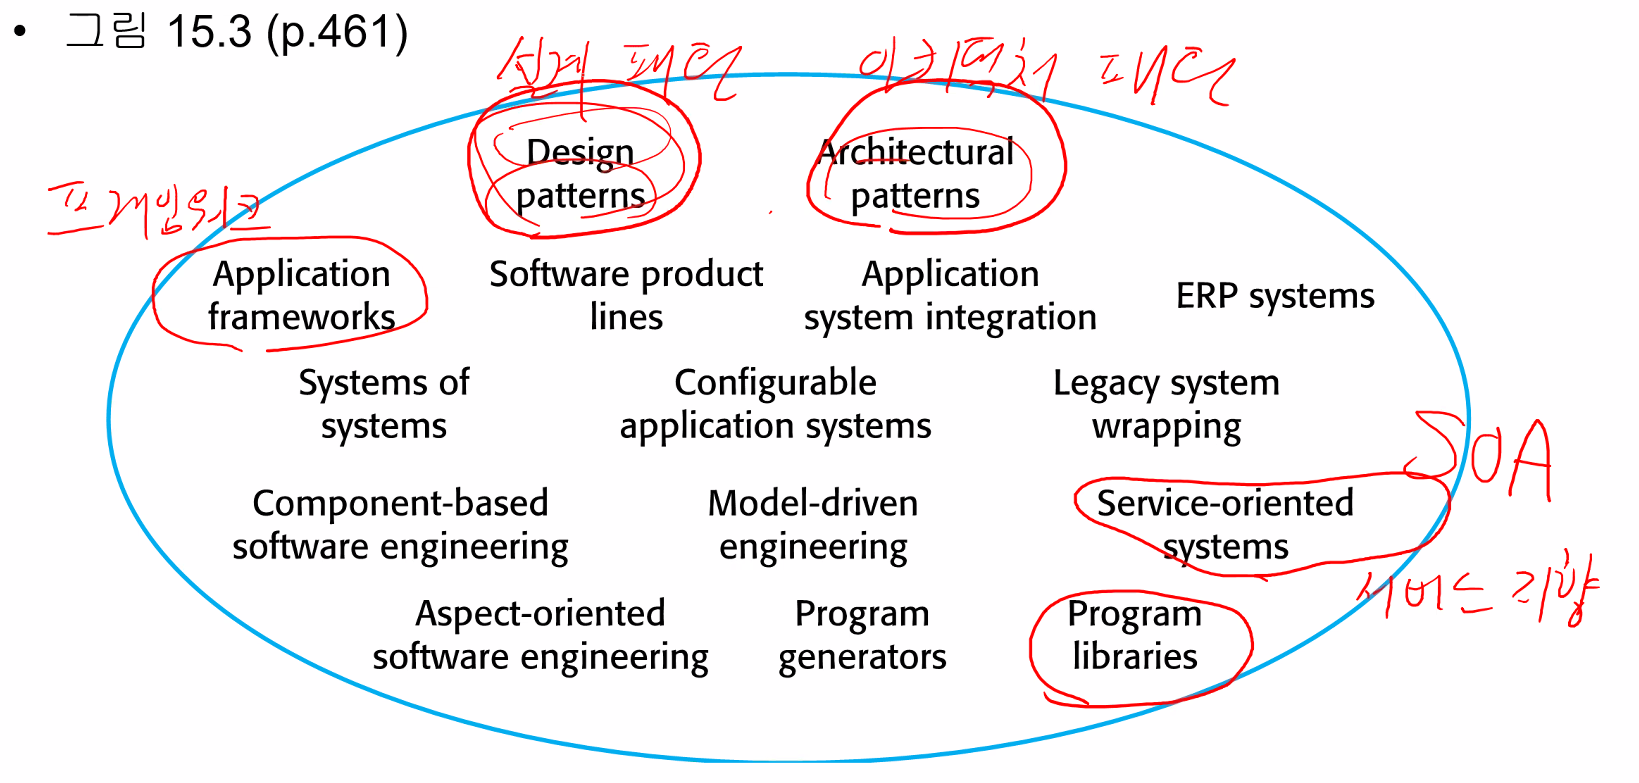 • 그림 15.3 (p.461)
설계 패턴
아키텍처 패턴
Design
patterns
Architectural
patterns
프레임워크
Application
frameworks
Software product
lines
Application
system integration
ERP systems
Systems of
systems
Configurable
application systems
Legacy system
wrapping
SOA
Component-based
software engineering
Model-driven
engineering
Service-oriented
systems
서비스 지향
Aspect-oriented
software engineering
Program
generators
Program
libraries